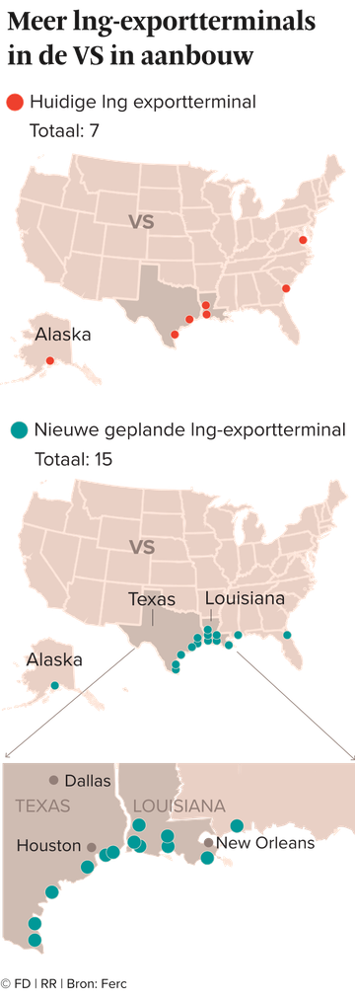 Meer lng-exportterminals
in de VS in aanbouw
Huidige lng exportterminal
Totaal: 7
VS
Alaska
Nieuwe geplande lng-exportterminal
Totaal: 15
VS
Texas
Louisiana
Alaska
Dallas
TEXAS
LOUISIANA
Houston
New Orleans
© FD | RR | Bron: Ferc